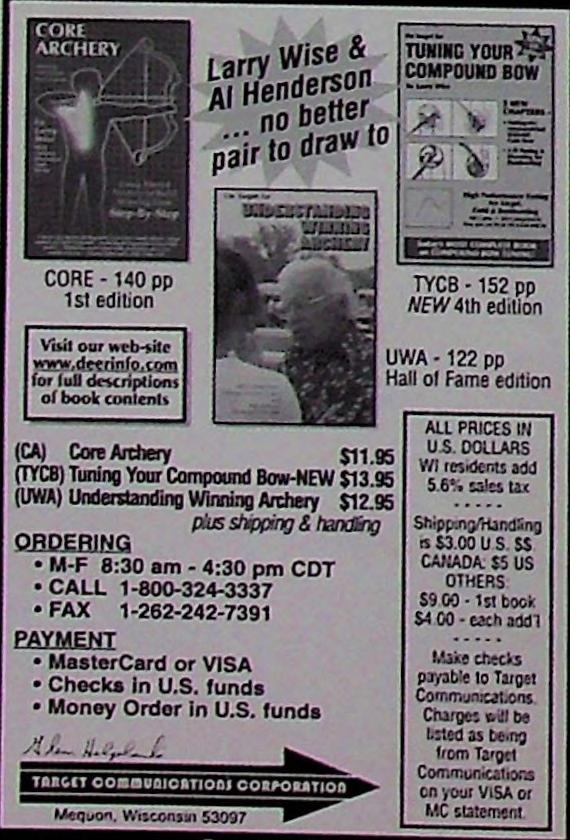 CORE
ARCHERY
Step-By-Step
Larry Wise &
Al Henderson
... no better
pair to draw to
TUNING YOUR
COMPOUND BOW
by Larry Wise
CHAPTERS
UNDERSTANDING
WINNING
ARCHERY
CORE - 140 pp
1st edition
TYCB - 152 pp
NEW 4th edition
UWA - 122 pp
Hall of Fame edition
Visit our web-site
www.deerinfo.com
for full descriptions
of book contents
(CA) Core Archery $11.95
(TYCB) Tuning Your Compound Bow-NEW $13.95
(UWA) Understanding Winning Archery $12.95
plus shipping & handling
ORDERING
• M-F 8:30 am - 4:30 pm CDT
• CALL 1-800-324-3337
• FAX 1-262-242-7391
PAYMENT
• MasterCard or VISA
• Checks in U.S. funds
• Money Order in U.S. funds
TARGET COMMUNICATIONS CORPORATION
Mequon, Wisconsin 53097
ALL PRICES IN
U.S. DOLLARS
WI residents add
5.6% sales tax
- - - - -
Shipping/Handling
is $3.00 U.S. $$.
CANADA: $5 US
OTHERS:
$9.00 - 1st book
$4.00 - each add'l
- - - - -
Make checks
payable to Target
Communications.
Charges will be
listed as being
from Target
Communications
on your VISA or
MC statement.